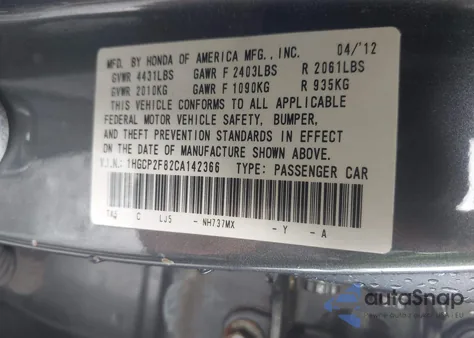 MFD. BY HONDA OF AMERICA MFG., INC. 04/'12
GVWR 4431LBS GAWR F 2403LBS R 2061LBS
GVWR 2010KG GAWR F 1090KG R 935KG
THIS VEHICLE CONFORMS TO ALL APPLICABLE
FEDERAL MOTOR VEHICLE SAFETY, BUMPER,
AND THEFT PREVENTION STANDARDS IN EFFECT
ON THE DATE OF MANUFACTURE SHOWN ABOVE.
V.I.N. 1HGCP2F82CA142366 TYPE: PASSENGER CAR
TA5 C LJ5 - NH737MX - Y - A
autoSnap